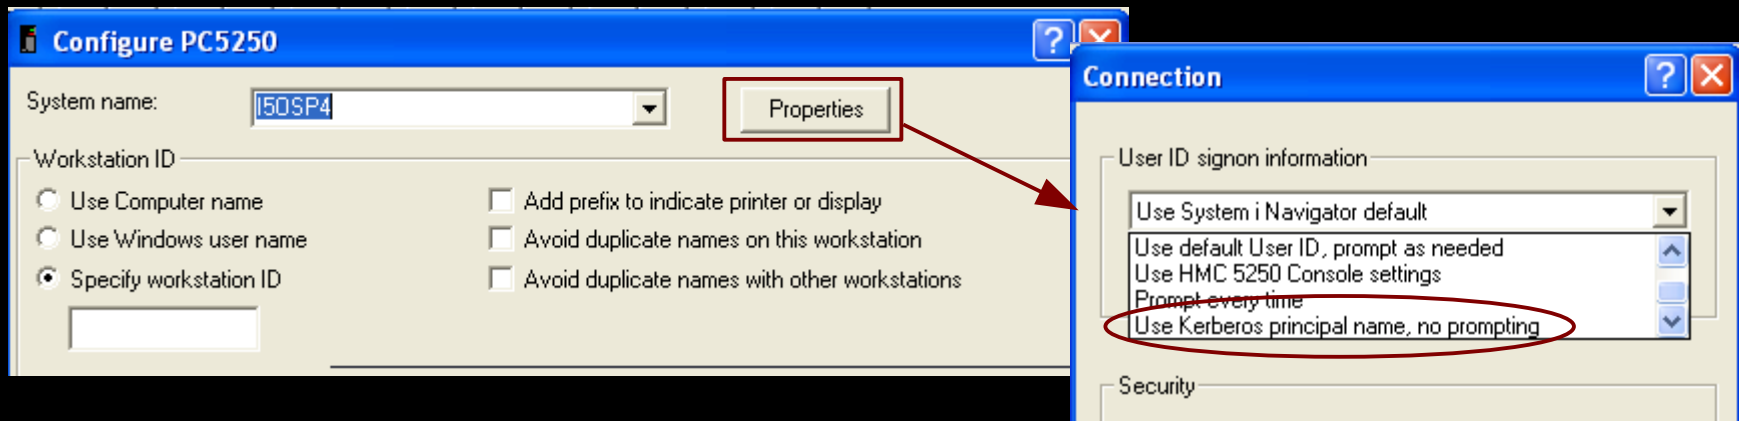 Configure PC5250
System name:
I5OSP4
Properties
Workstation ID
Use Computer name
Add prefix to indicate printer or display
Use Windows user name
Avoid duplicate names on this workstation
Specify workstation ID
Avoid duplicate names with other workstations
Connection
User ID signon information
Use System i Navigator default
Use default User ID, prompt as needed
Use HMC 5250 Console settings
Prompt every time
Use Kerberos principal name, no prompting
Security